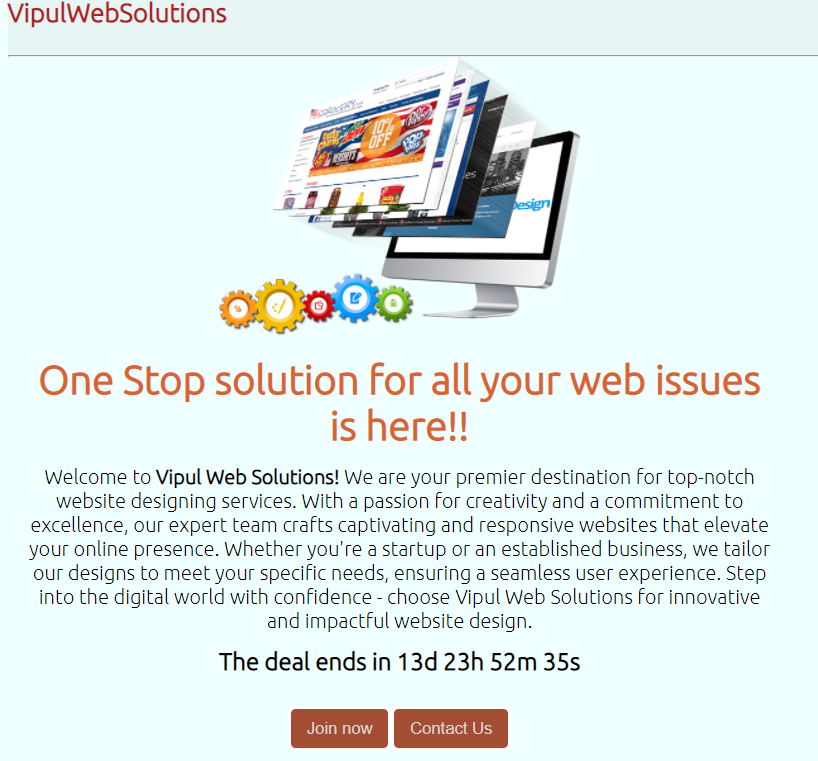 VipulWebSolutions
10%
OFF
HERSHEY'S
Design
One Stop solution for all your web issues
is here!!
Welcome to Vipul Web Solutions! We are your premier destination for top-notch
website designing services. With a passion for creativity and a commitment to
excellence, our expert team crafts captivating and responsive websites that elevate
your online presence. Whether you're a startup or an established business, we tailor
our designs to meet your specific needs, ensuring a seamless user experience. Step
into the digital world with confidence - choose Vipul Web Solutions for innovative
and impactful website design.
The deal ends in 13d 23h 52m 35s
Join now
Contact Us